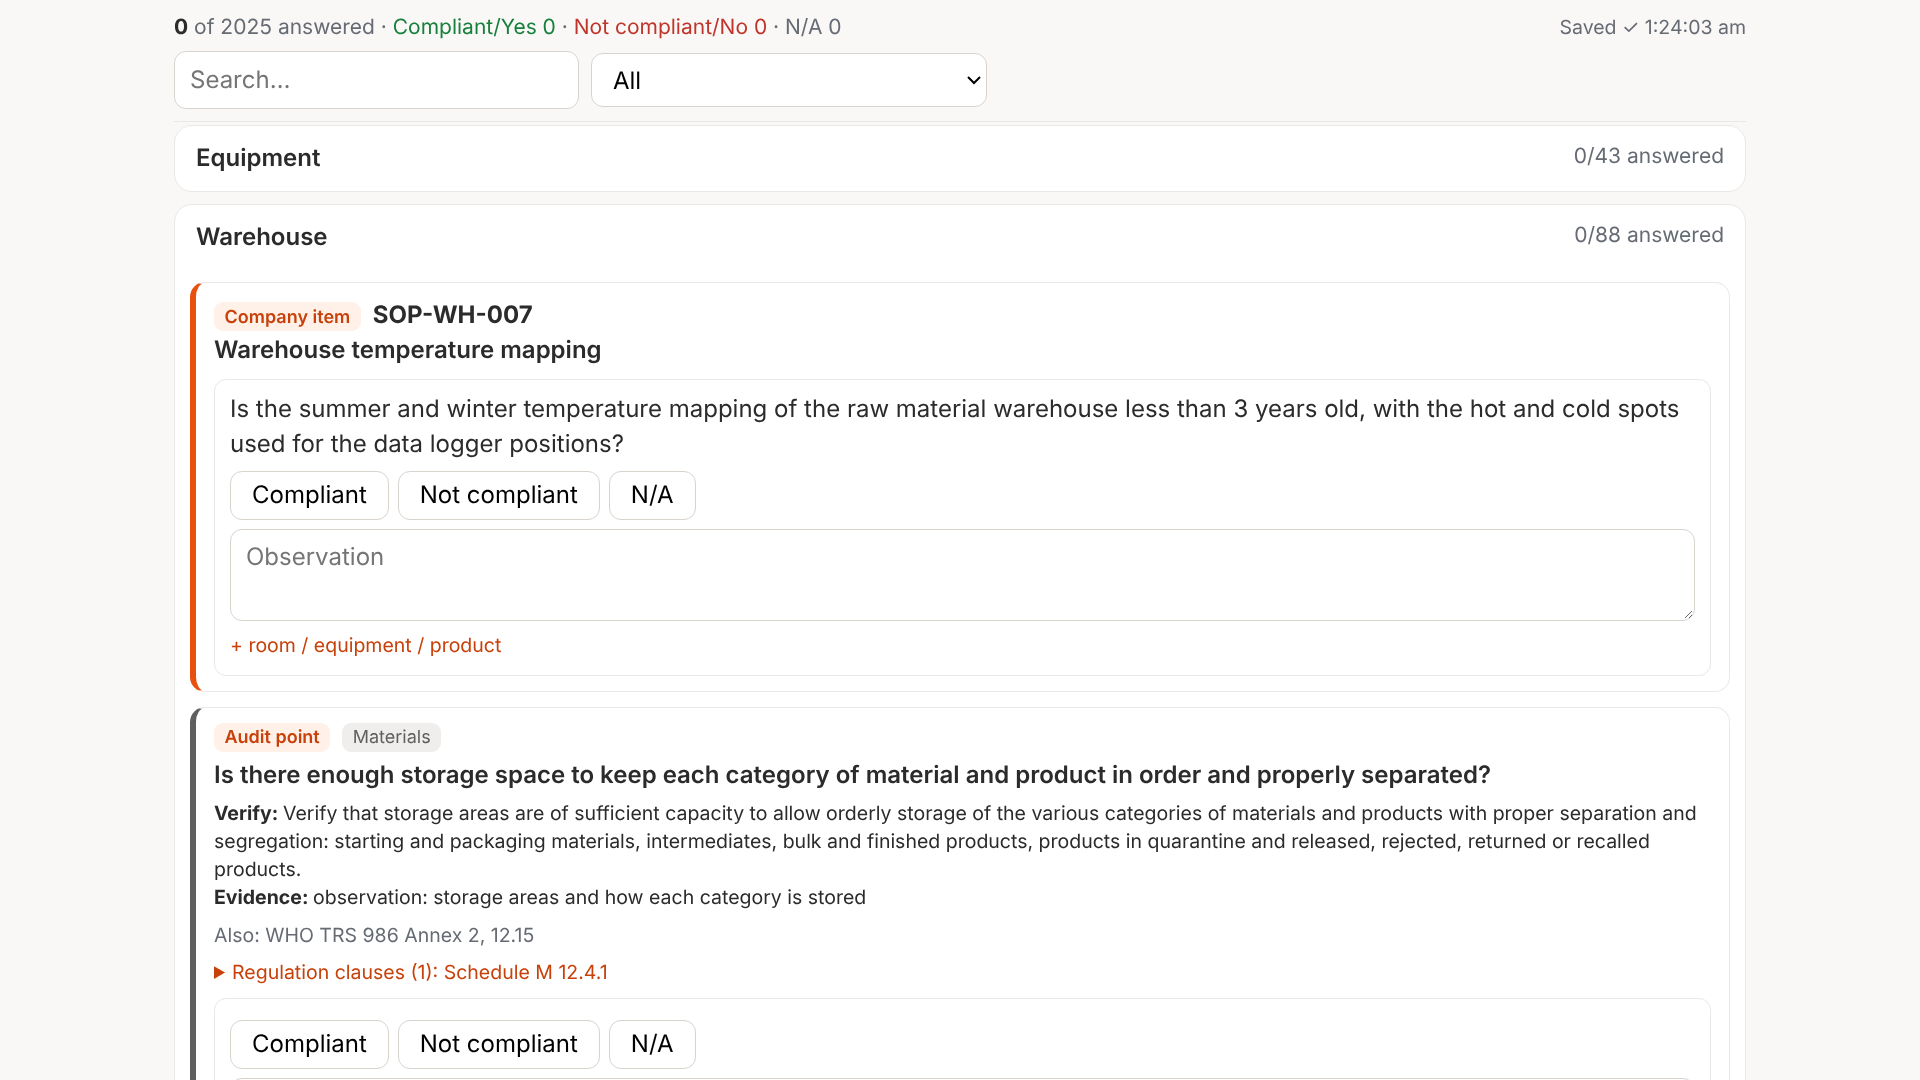 0 of 2025 answered · Compliant/Yes 0 · Not compliant/No 0 · N/A 0
Saved ✓ 1:24:03 am
Search...
All
Equipment
0/43 answered
Warehouse
0/88 answered
Company item SOP-WH-007
Warehouse temperature mapping
Is the summer and winter temperature mapping of the raw material warehouse less than 3 years old, with the hot and cold spots
used for the data logger positions?
Compliant
Not compliant
N/A
Observation
+ room / equipment / product
Audit point
Materials
Is there enough storage space to keep each category of material and product in order and properly separated?
Verify: Verify that storage areas are of sufficient capacity to allow orderly storage of the various categories of materials and products with proper separation and
segregation: starting and packaging materials, intermediates, bulk and finished products, products in quarantine and released, rejected, returned or recalled
products.
Evidence: observation: storage areas and how each category is stored
Also: WHO TRS 986 Annex 2, 12.15
▶ Regulation clauses (1): Schedule M 12.4.1
Compliant
Not compliant
N/A